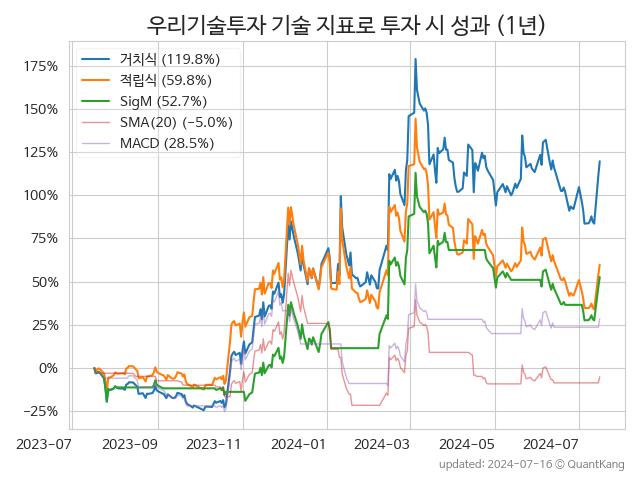 우리기술투자 기술 지표로 투자 시 성과 (1년)
거치식 (119.8%)
적립식 (59.8%)
SigM (52.7%)
SMA(20) (−5.0%)
MACD (28.5%)
175%
150%
125%
100%
75%
50%
25%
0%
−25%
2023-07 2023-09 2023-11 2024-01 2024-03 2024-05 2024-07
updated: 2024-07-16 © QuantKang